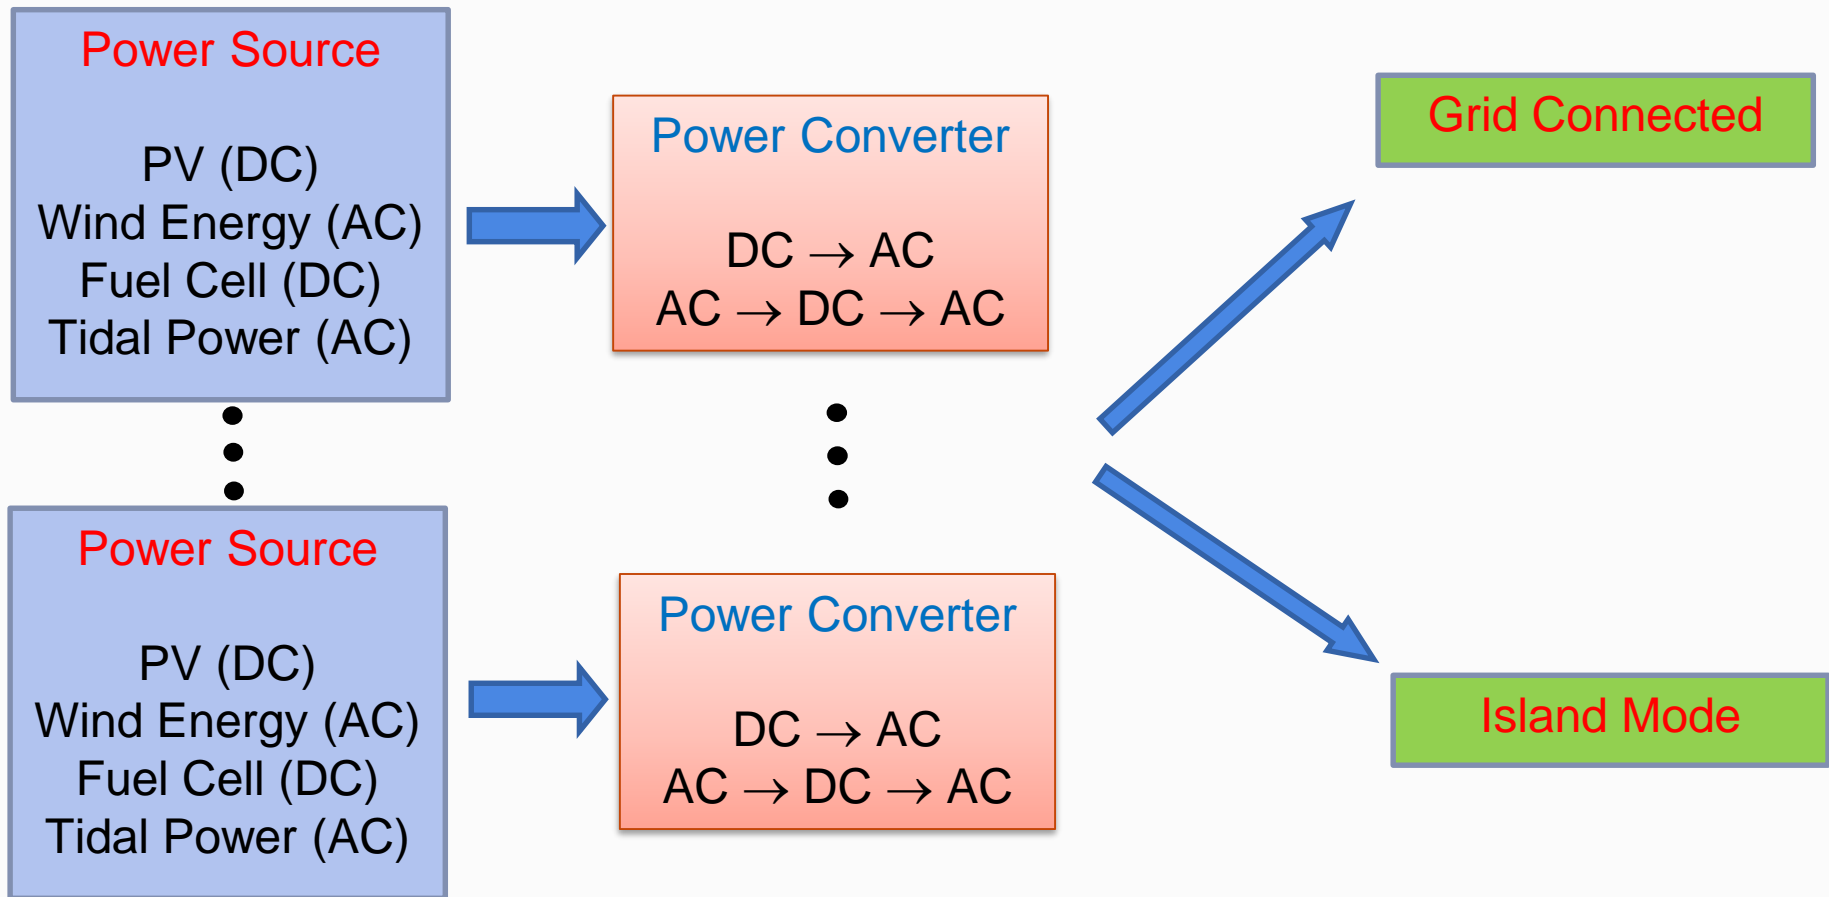 Power Source
PV (DC)
Wind Energy (AC)
Fuel Cell (DC)
Tidal Power (AC)
Power Converter
DC → AC
AC → DC → AC
Grid Connected
Power Source
PV (DC)
Wind Energy (AC)
Fuel Cell (DC)
Tidal Power (AC)
Power Converter
DC → AC
AC → DC → AC
Island Mode